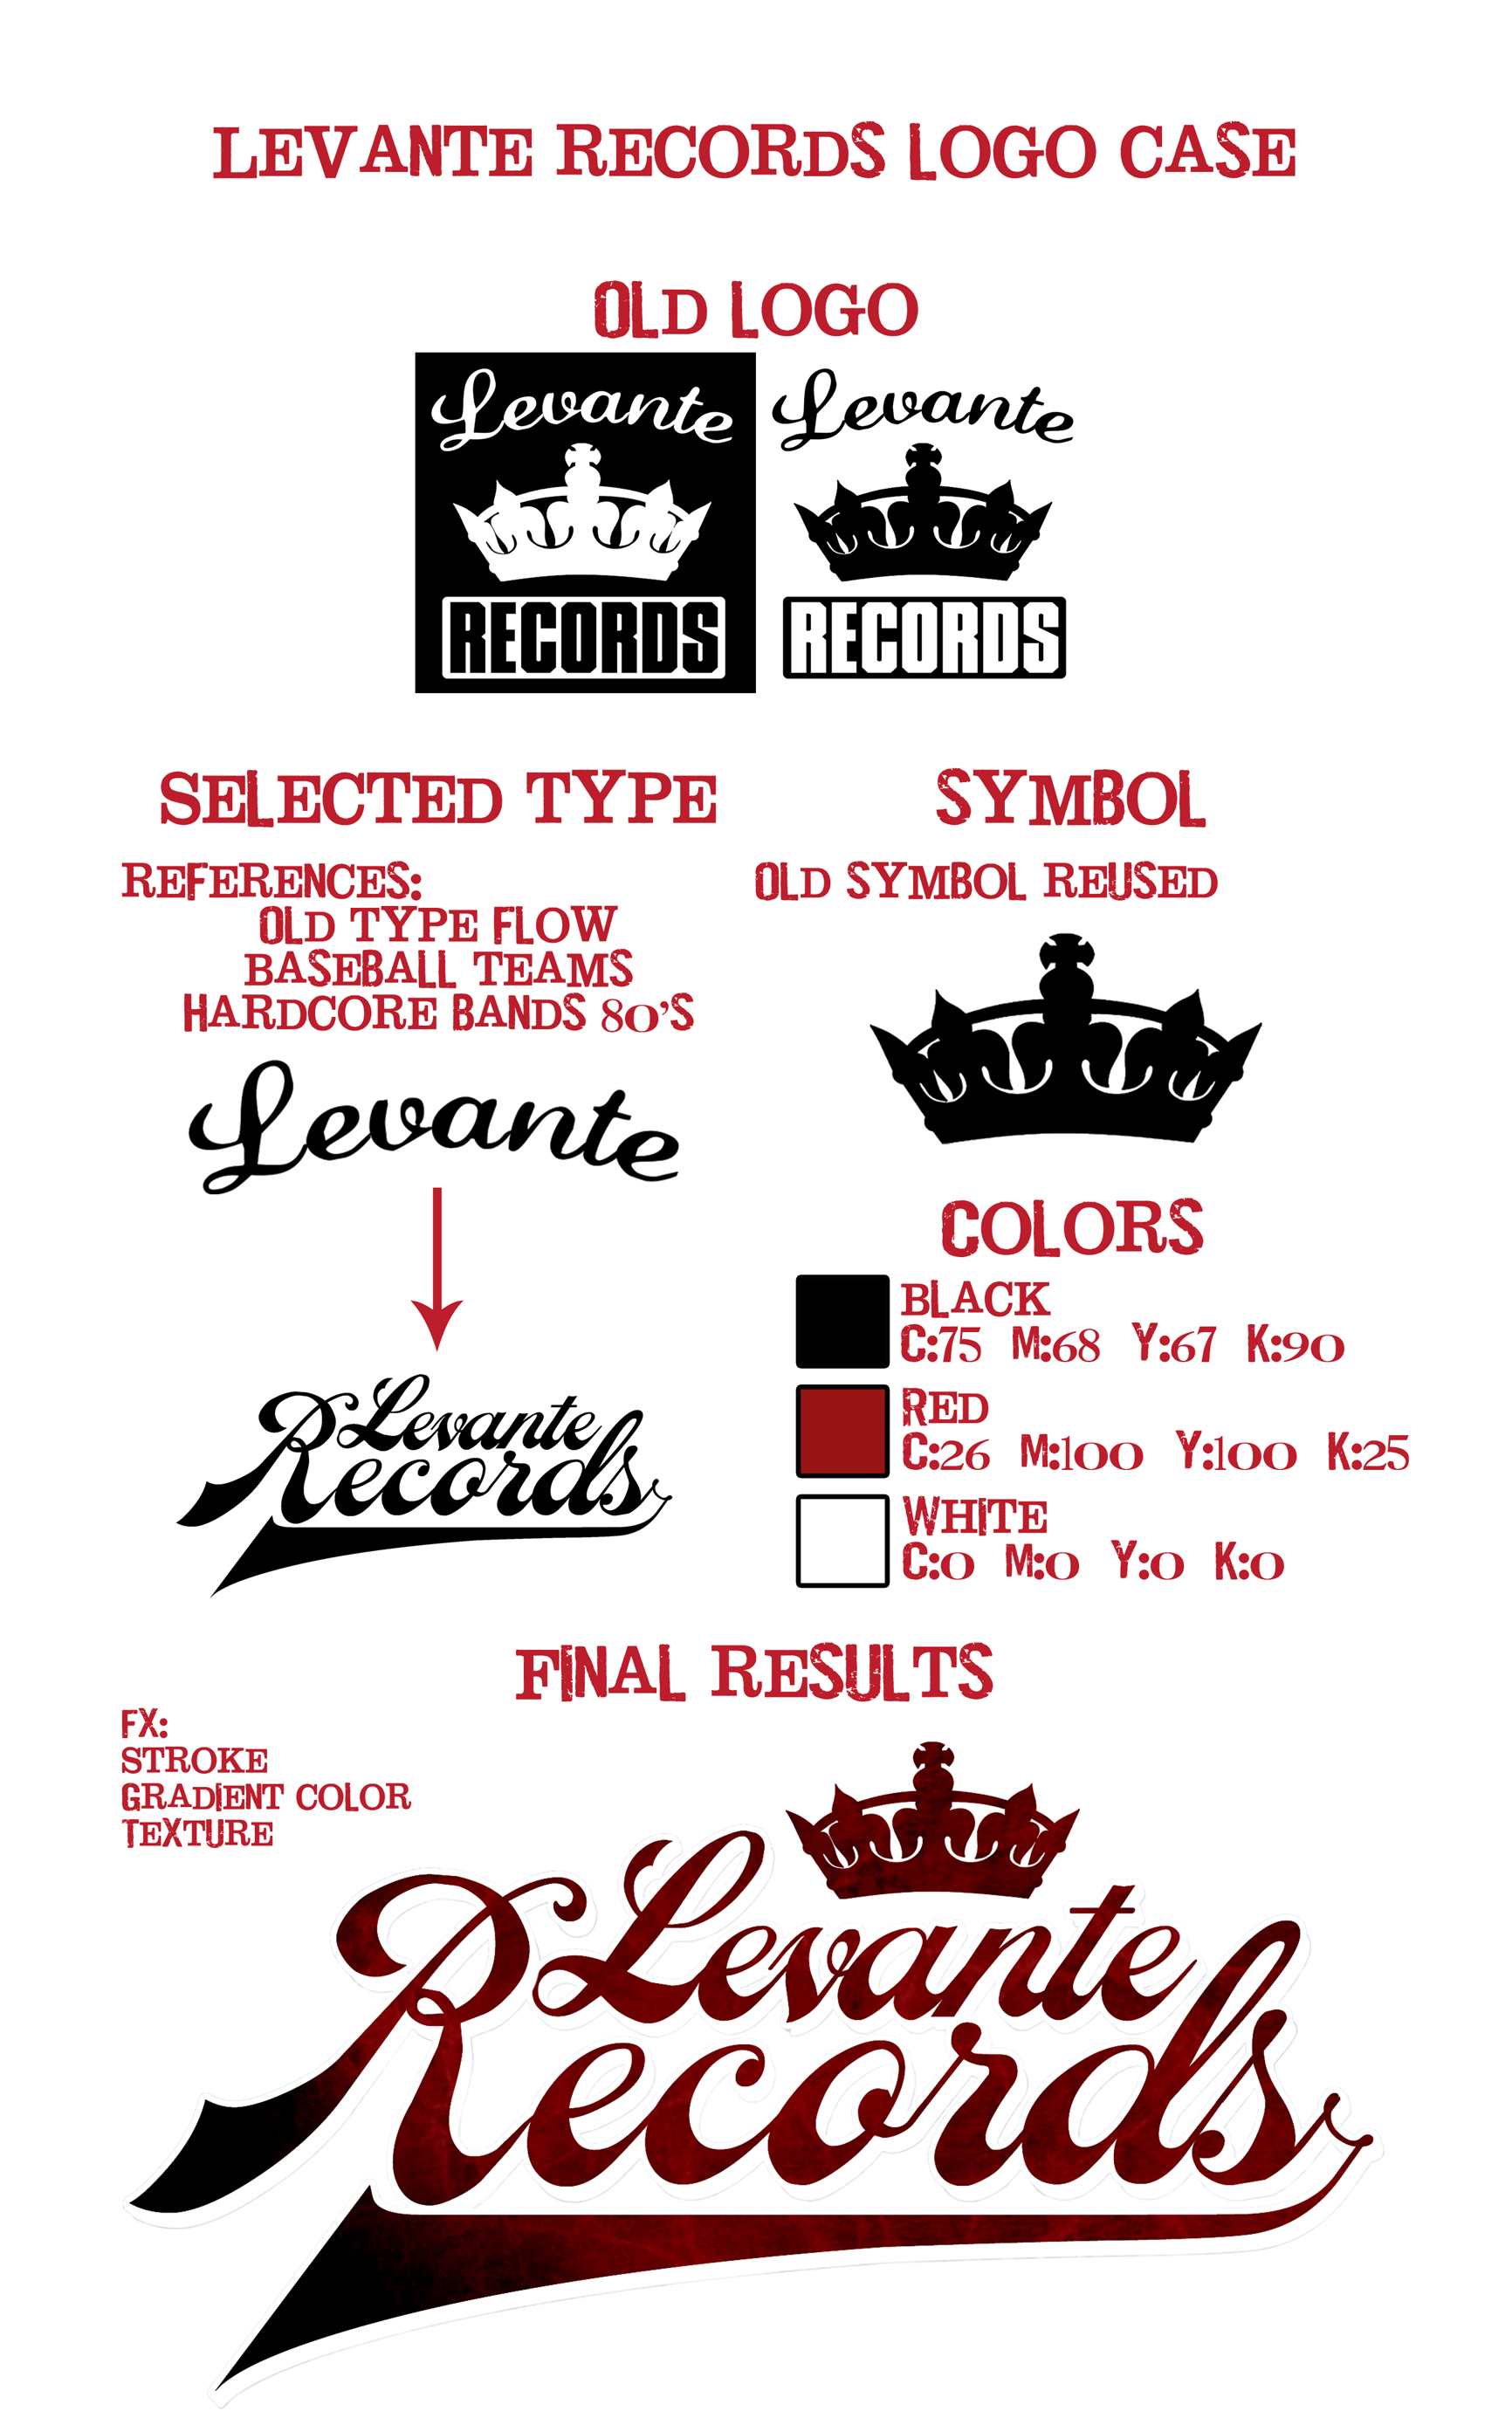 LEVANTE RECORDS LOGO CASE
OLD LOGO
Levante
RECORDS
Levante
RECORDS
SELECTED TYPE
REFERENCES:
OLD TYPE FLOW
BASEBALL TEAMS
HARDCORE BANDS 80'S
Levante
Levante
Records
SYMBOL
OLD SYMBOL REUSED
COLORS
BLACK
C:75 M:68 Y:67 K:90
RED
C:26 M:100 Y:100 K:25
WHITE
C:0 M:0 Y:0 K:0
FINAL RESULTS
FX:
STROKE
GRADIENT COLOR
TEXTURE
Levante
Records